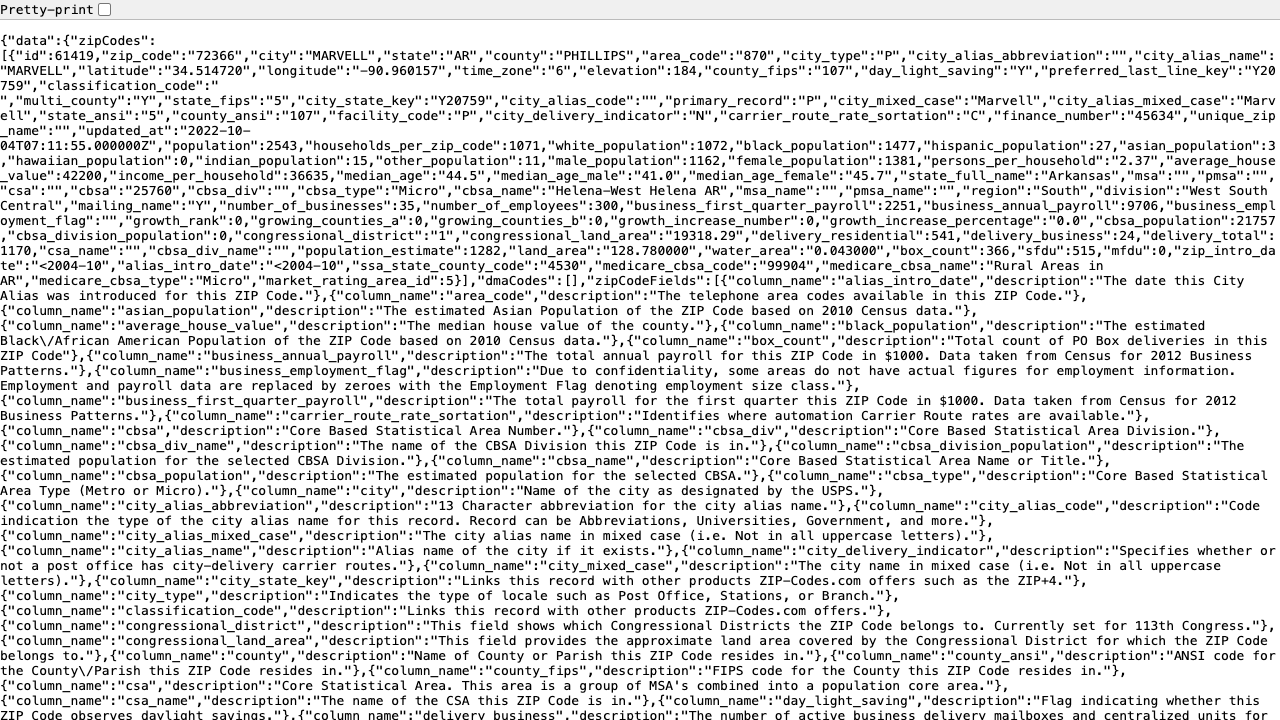 Pretty-print
{"data":{"zipCodes":
[{"id":61419,"zip_code":"72366","city":"MARVELL","state":"AR","county":"PHILLIPS","area_code":"870","city_type":"P","city_alias_abbreviation":"","city_alias_name":
"MARVELL","latitude":"34.514720","longitude":"-90.960157","time_zone":"6","elevation":184,"county_fips":"107","day_light_saving":"Y","preferred_last_line_key":"Y20
759","classification_code":"
","multi_county":"Y","state_fips":"5","city_state_key":"Y20759","city_alias_code":"","primary_record":"P","city_mixed_case":"Marvell","city_alias_mixed_case":"Marv
ell","state_ansi":"5","county_ansi":"107","facility_code":"P","city_delivery_indicator":"N","carrier_route_rate_sortation":"C","finance_number":"45634","unique_zip
_name":"","updated_at":"2022-10-
04T07:11:55.000000Z","population":2543,"households_per_zip_code":1071,"white_population":1072,"black_population":1477,"hispanic_population":27,"asian_population":3
,"hawaiian_population":0,"indian_population":15,"other_population":11,"male_population":1162,"female_population":1381,"persons_per_household":"2.37","average_house
_value":42200,"income_per_household":36635,"median_age":"44.5","median_age_male":"41.0","median_age_female":"45.7","state_full_name":"Arkansas","msa":"","pmsa":"",
"csa":"","cbsa":"25760","cbsa_div":"","cbsa_type":"Micro","cbsa_name":"Helena-West Helena AR","msa_name":"","pmsa_name":"","region":"South","division":"West South
Central","mailing_name":"Y","number_of_businesses":35,"number_of_employees":300,"business_first_quarter_payroll":2251,"business_annual_payroll":9706,"business_empl
oyment_flag":"","growth_rank":0,"growing_counties_a":0,"growing_counties_b":0,"growth_increase_number":0,"growth_increase_percentage":"0.0","cbsa_population":21757
,"cbsa_division_population":0,"congressional_district":"1","congressional_land_area":"19318.29","delivery_residential":541,"delivery_business":24,"delivery_total":
1170,"csa_name":"","cbsa_div_name":"","population_estimate":1282,"land_area":"128.780000","water_area":"0.043000","box_count":366,"sfdu":515,"mfdu":0,"zip_intro_da
te":"<2004-10","alias_intro_date":"<2004-10","ssa_state_county_code":"4530","medicare_cbsa_code":"99904","medicare_cbsa_name":"Rural Areas in
AR","medicare_cbsa_type":"Micro","market_rating_area_id":5}],"dmaCodes":[],"zipCodeFields":[{"column_name":"alias_intro_date","description":"The date this City
Alias was introduced for this ZIP Code."},{"column_name":"area_code","description":"The telephone area codes available in this ZIP Code."},
{"column_name":"asian_population","description":"The estimated Asian Population of the ZIP Code based on 2010 Census data."},
{"column_name":"average_house_value","description":"The median house value of the county."},{"column_name":"black_population","description":"The estimated
Black\/African American Population of the ZIP Code based on 2010 Census data."},{"column_name":"box_count","description":"Total count of PO Box deliveries in this
ZIP Code"},{"column_name":"business_annual_payroll","description":"The total annual payroll for this ZIP Code in $1000. Data taken from Census for 2012 Business
Patterns."},{"column_name":"business_employment_flag","description":"Due to confidentiality, some areas do not have actual figures for employment information.
Employment and payroll data are replaced by zeroes with the Employment Flag denoting employment size class."},
{"column_name":"business_first_quarter_payroll","description":"The total payroll for the first quarter this ZIP Code in $1000. Data taken from Census for 2012
Business Patterns."},{"column_name":"carrier_route_rate_sortation","description":"Identifies where automation Carrier Route rates are available."},
{"column_name":"cbsa","description":"Core Based Statistical Area Number."},{"column_name":"cbsa_div","description":"Core Based Statistical Area Division."},
{"column_name":"cbsa_div_name","description":"The name of the CBSA Division this ZIP Code is in."},{"column_name":"cbsa_division_population","description":"The
estimated population for the selected CBSA Division."},{"column_name":"cbsa_name","description":"Core Based Statistical Area Name or Title."},
{"column_name":"cbsa_population","description":"The estimated population for the selected CBSA."},{"column_name":"cbsa_type","description":"Core Based Statistical
Area Type (Metro or Micro)."},{"column_name":"city","description":"Name of the city as designated by the USPS."},
{"column_name":"city_alias_abbreviation","description":"13 Character abbreviation for the city alias name."},{"column_name":"city_alias_code","description":"Code
indication the type of the city alias name for this record. Record can be Abbreviations, Universities, Government, and more."},
{"column_name":"city_alias_mixed_case","description":"The city alias name in mixed case (i.e. Not in all uppercase letters)."},
{"column_name":"city_alias_name","description":"Alias name of the city if it exists."},{"column_name":"city_delivery_indicator","description":"Specifies whether or
not a post office has city-delivery carrier routes."},{"column_name":"city_mixed_case","description":"The city name in mixed case (i.e. Not in all uppercase
letters)."},{"column_name":"city_state_key","description":"Links this record with other products ZIP-Codes.com offers such as the ZIP+4."},
{"column_name":"city_type","description":"Indicates the type of locale such as Post Office, Stations, or Branch."},
{"column_name":"classification_code","description":"Links this record with other products ZIP-Codes.com offers."},
{"column_name":"congressional_district","description":"This field shows which Congressional Districts the ZIP Code belongs to. Currently set for 113th Congress."},
{"column_name":"congressional_land_area","description":"This field provides the approximate land area covered by the Congressional District for which the ZIP Code
belongs to."},{"column_name":"county","description":"Name of County or Parish this ZIP Code resides in."},{"column_name":"county_ansi","description":"ANSI code for
the County\/Parish this ZIP Code resides in."},{"column_name":"county_fips","description":"FIPS code for the County this ZIP Code resides in."},
{"column_name":"csa","description":"Core Statistical Area. This area is a group of MSA's combined into a population core area."},
{"column_name":"csa_name","description":"The name of the CSA this ZIP Code is in."},{"column_name":"day_light_saving","description":"Flag indicating whether this
ZIP Code observes daylight savings."},{"column_name":"delivery_business","description":"The number of active business delivery mailboxes and centralized units for